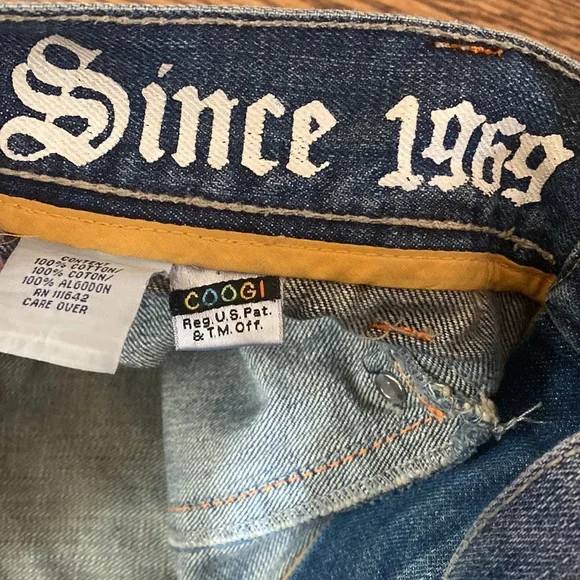 Since 1969
CONTENT
100% COTTON/
100% COTON/
100% ALGODON
RN 111642
CARE OVER
COOGI
Reg. U.S. Pat.
& T.M. Off.